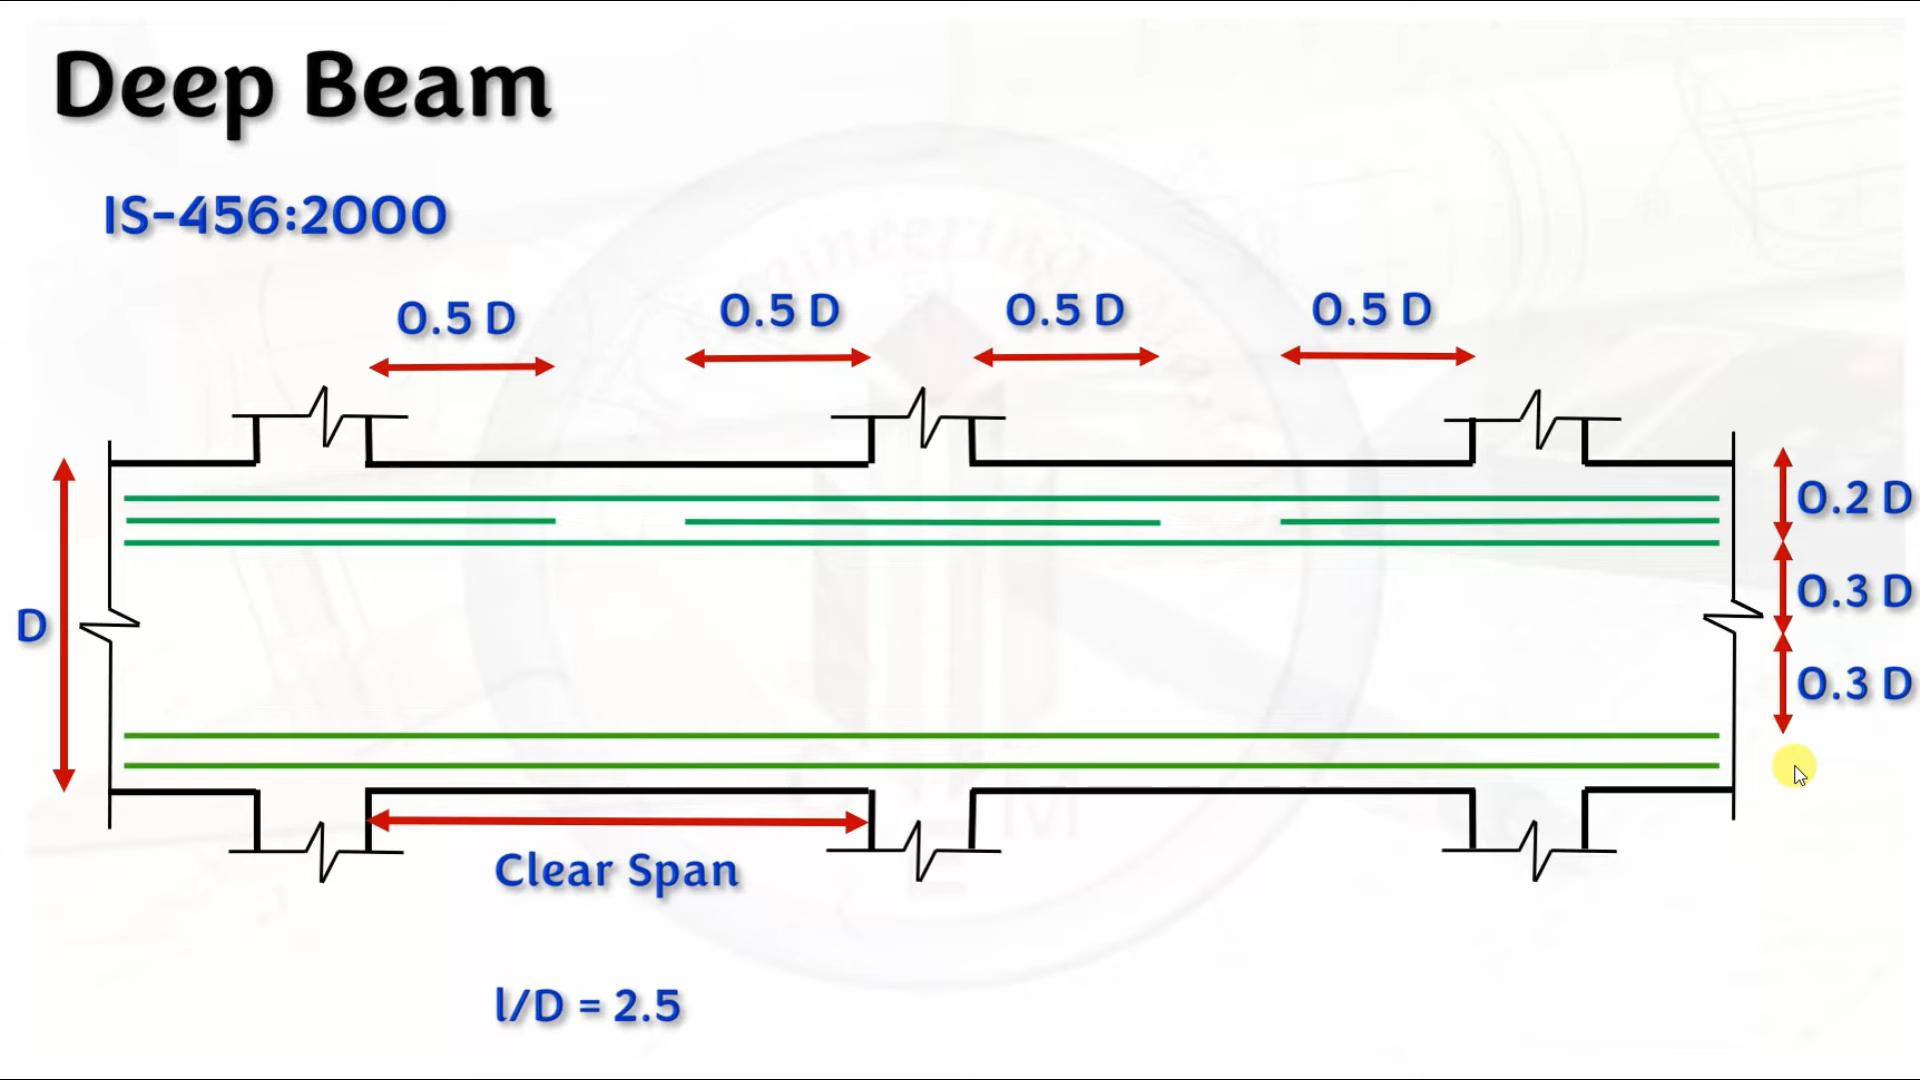 Deep Beam
IS-456:2000
0.5 D
0.5 D
0.5 D
0.5 D
0.2 D
0.3 D
D
0.3 D
Clear Span
l/D = 2.5